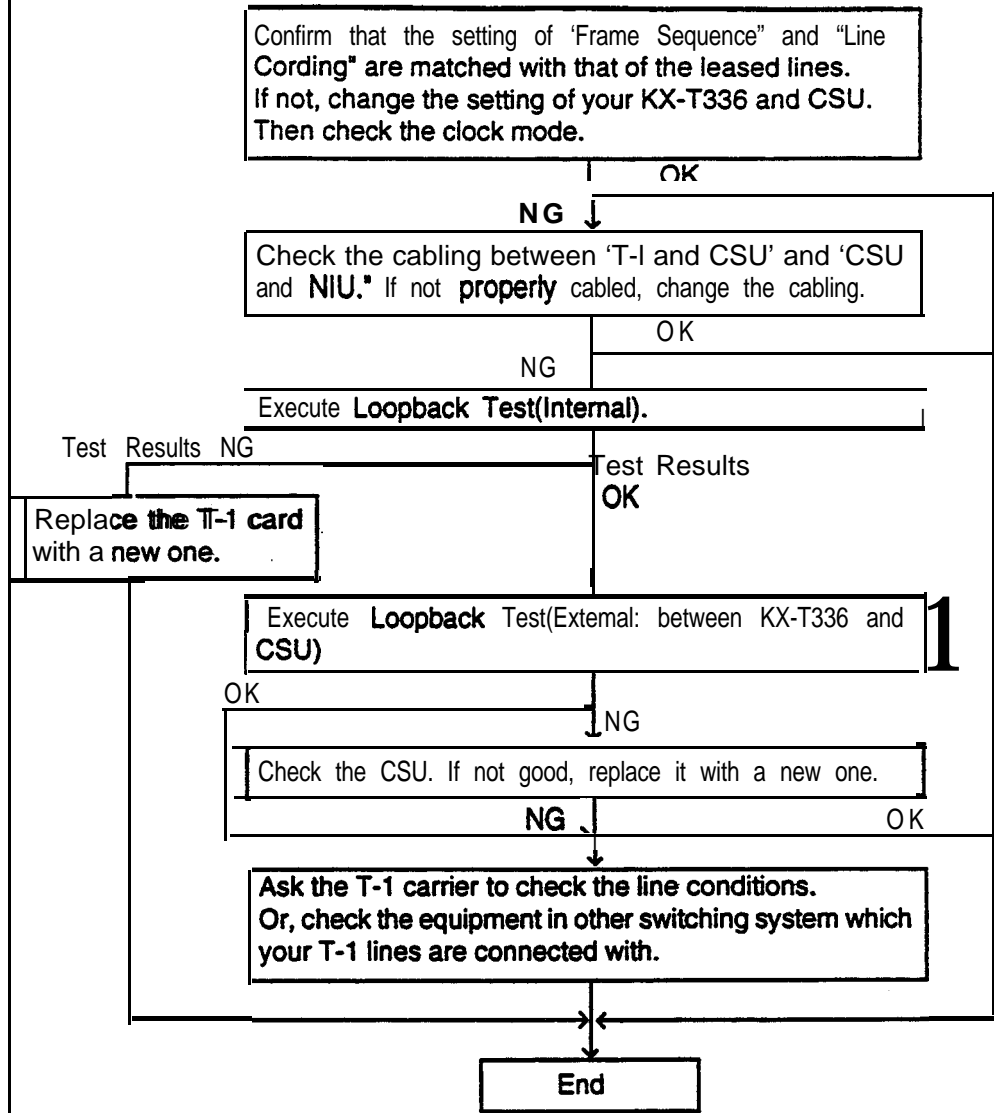 Confirm that the setting of 'Frame Sequence" and "Line
Cording" are matched with that of the leased lines.
If not, change the setting of your KX-T336 and CSU.
Then check the clock mode.
OK
NG
Check the cabling between 'T-I and CSU' and 'CSU
and NIU." If not properly cabled, change the cabling.
OK
NG
Execute Loopback Test(Internal).
Test Results NG
Test Results
OK
Replace the T-1 card
with a new one.
Execute Loopback Test(External: between KX-T336 and
CSU)
1
OK
NG
Check the CSU. If not good, replace it with a new one.
NG
OK
Ask the T-1 carrier to check the line conditions.
Or, check the equipment in other switching system which
your T-1 lines are connected with.
End